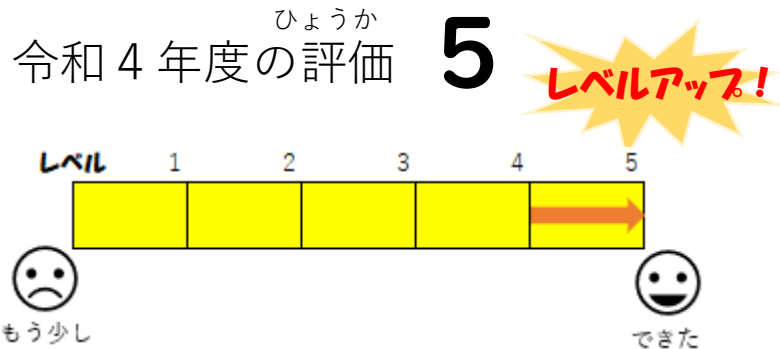 ひょうか
令和４年度の評価 5
レベルアップ！
レベル 1 2 3 4 5
もう少し
できた